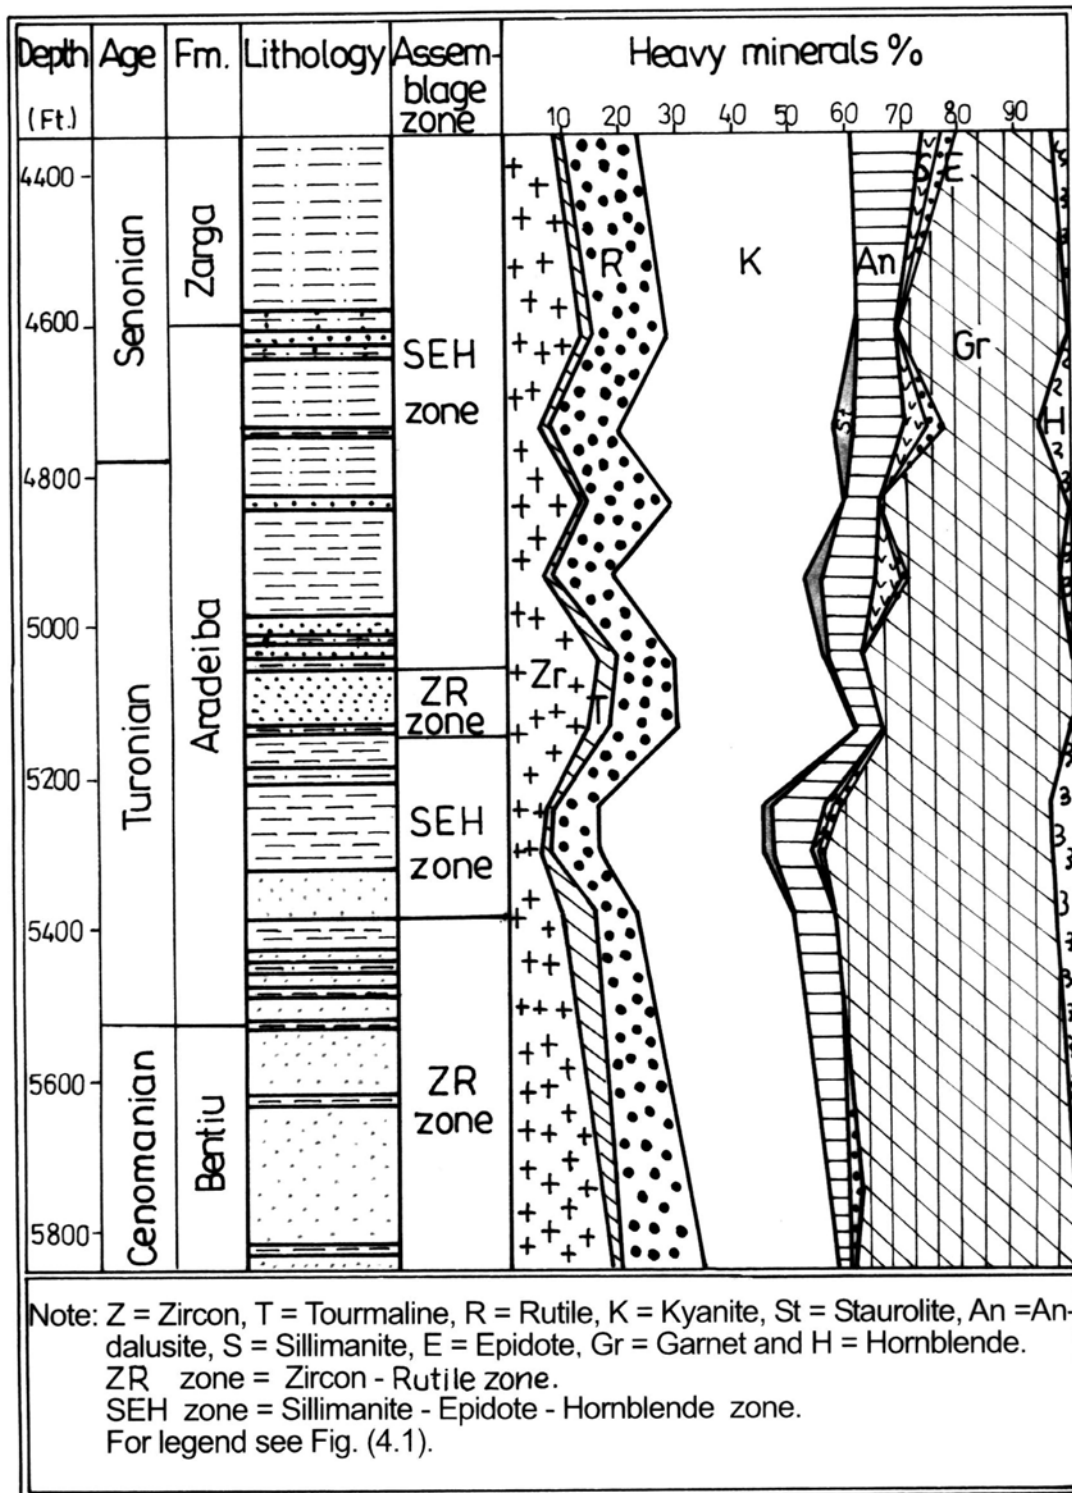 Depth Age Fm. Lithology Assem- Heavy minerals %
blage
(Ft.) zone 10 20 30 40 50 60 70 80 90
4400
S E
Zarga
R K An
Senonian
4600
Gr
SEH
zone
St H
4800
5000
Aradeiba
Zr
ZR T
zone
Turonian
5200
SEH
zone
5400
5600
ZR
zone
Cenomanian
Bentiu
5800
Note: Z = Zircon, T = Tourmaline, R = Rutile, K = Kyanite, St = Staurolite, An =An-
dalusite, S = Sillimanite, E = Epidote, Gr = Garnet and H = Hornblende.
ZR zone = Zircon - Rutile zone.
SEH zone = Sillimanite - Epidote - Hornblende zone.
For legend see Fig. (4.1).